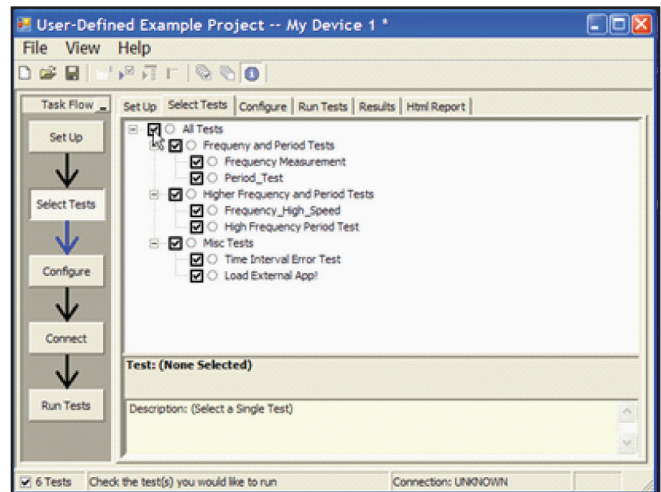 User-Defined Example Project -- My Device 1 *
File View Help
Task Flow
Set Up Select Tests Configure Run Tests Results Html Report
Set Up
Select Tests
Configure
Connect
Run Tests
All Tests
Frequeny and Period Tests
Frequency Measurement
Period_Test
Higher Frequency and Period Tests
Frequency_High_Speed
High Frequency Period Test
Misc Tests
Time Interval Error Test
Load External App!
Test: (None Selected)
Description: (Select a Single Test)
6 Tests Check the test(s) you would like to run Connection: UNKNOWN